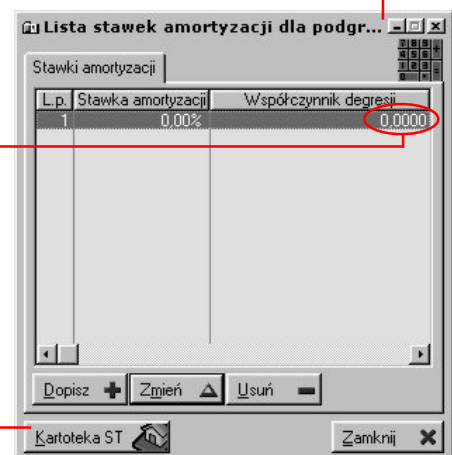 Lista stawek amortyzacji dla podgr...
Stawki amortyzacji
L.p. Stawka amortyzacji Współczynnik degresji
1 0,00% 0,0000
Dopisz Zmień Usuń
Kartoteka ST Zamknij